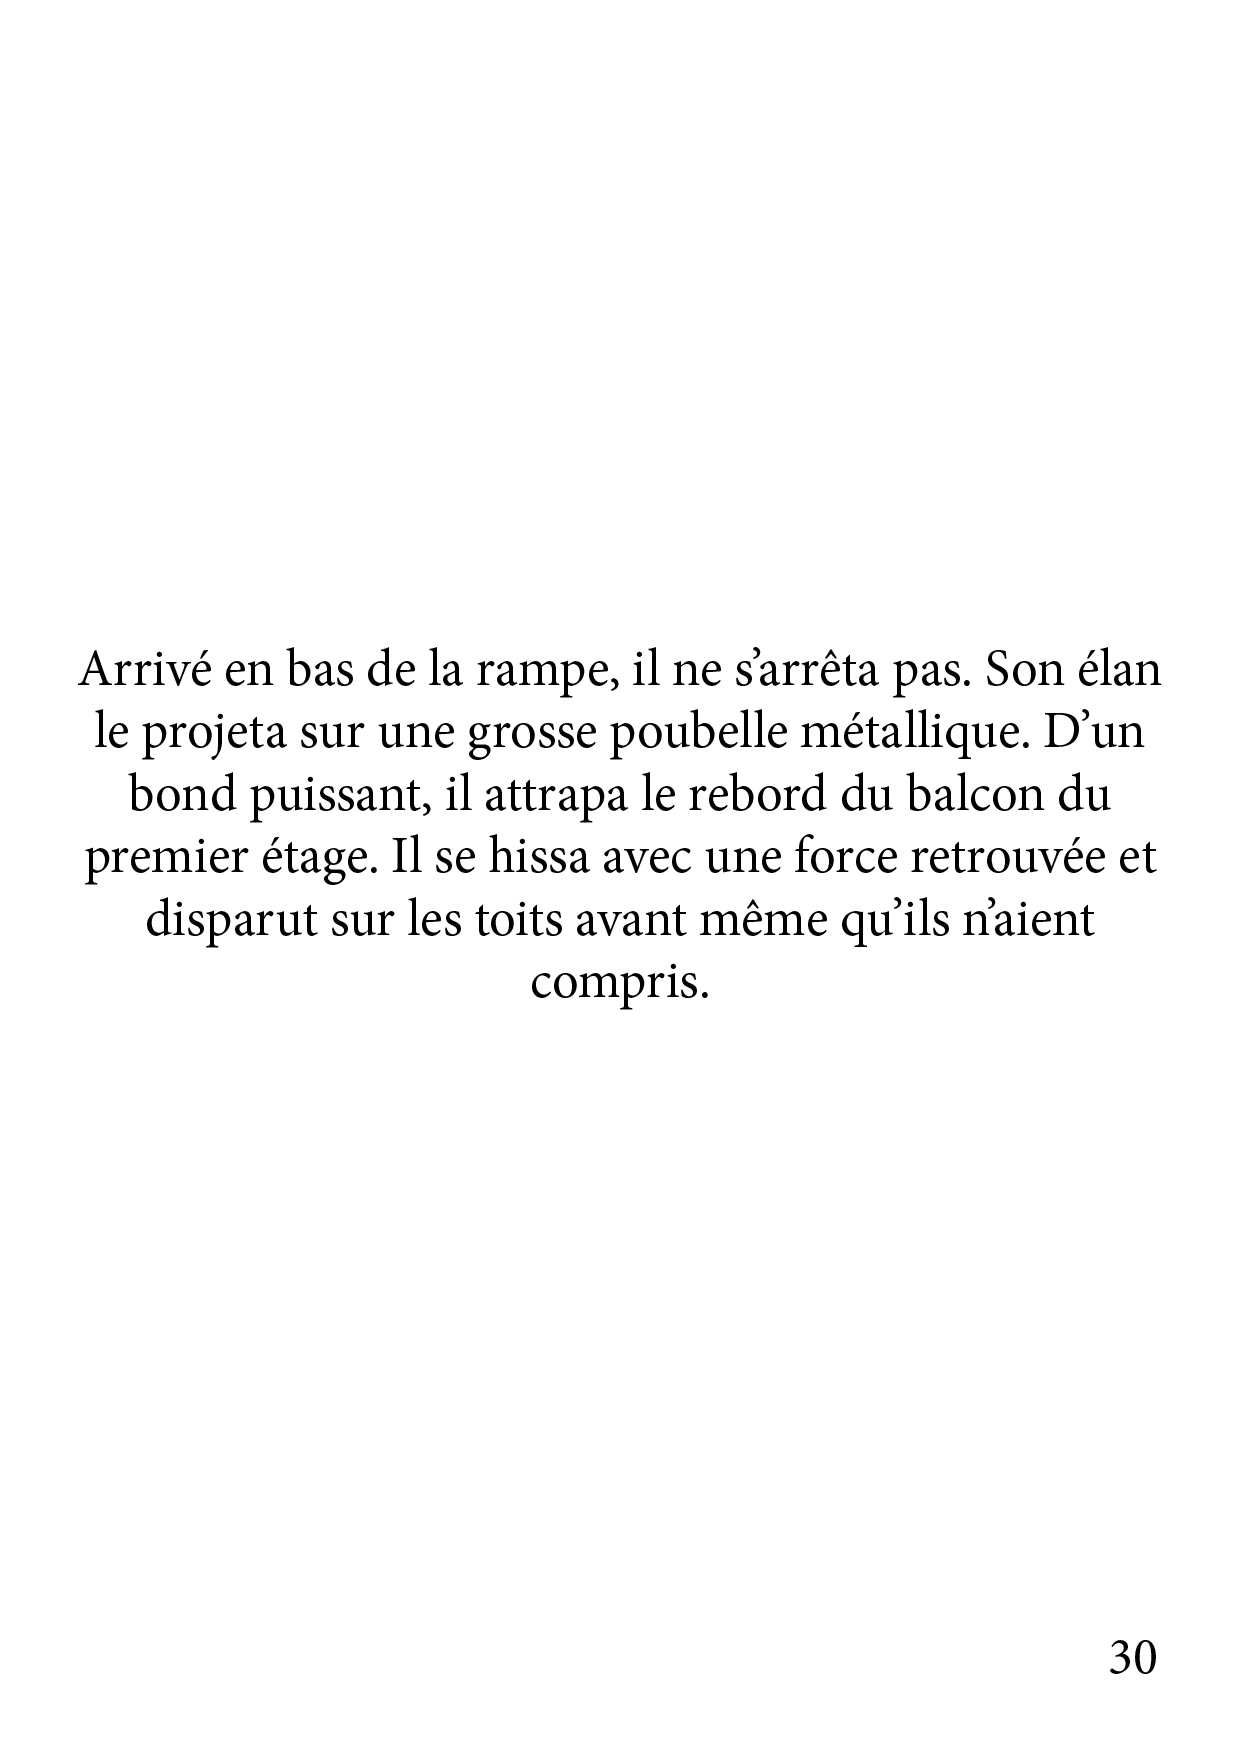 Arrivé en bas de la rampe, il ne s’arrêta pas. Son élan
le projeta sur une grosse poubelle métallique. D’un
bond puissant, il attrapa le rebord du balcon du
premier étage. Il se hissa avec une force retrouvée et
disparut sur les toits avant même qu’ils n’aient
compris.
30